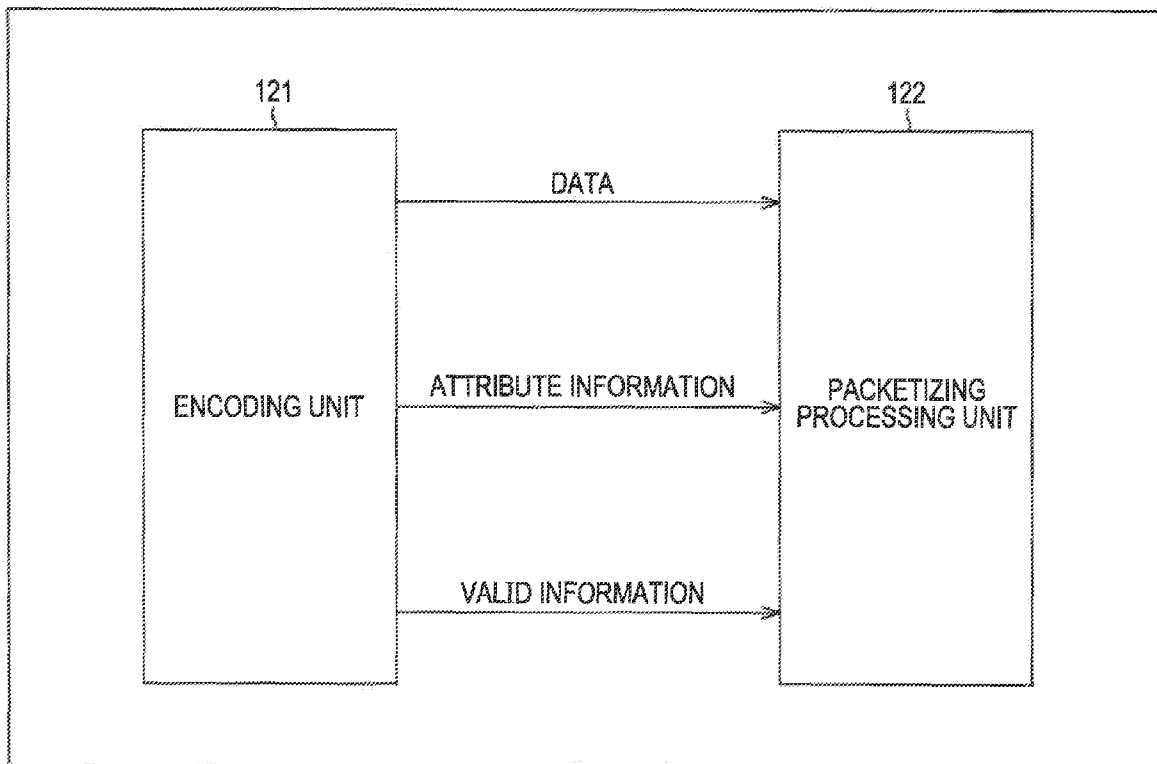 121
122
DATA
ENCODING UNIT
ATTRIBUTE INFORMATION
PACKETIZING
PROCESSING UNIT
VALID INFORMATION